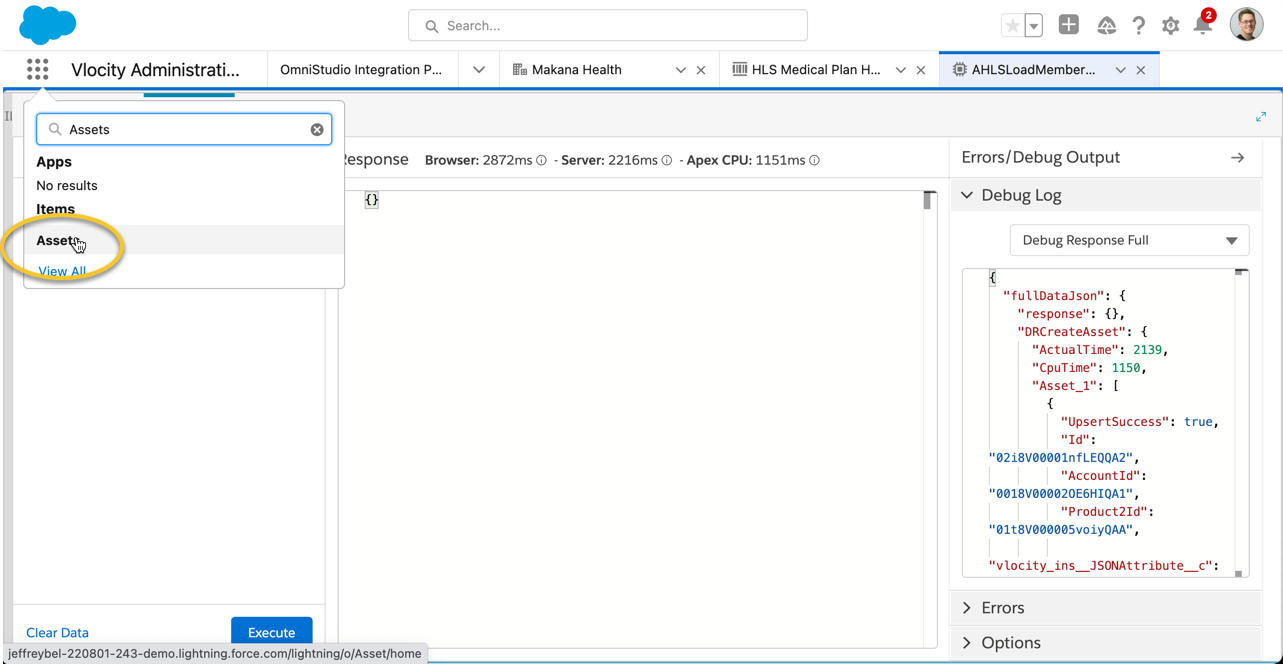 Search...
2
Vlocity Administrati...
OmniStudio Integration P...
Makana Health
HLS Medical Plan H...
AHLSLoadMember...
Assets
Apps
No results
Items
Assets
View All
Response
Browser: 2872ms - Server: 2216ms - Apex CPU: 1151ms
{}
Clear Data
Execute
Errors/Debug Output
Debug Log
Debug Response Full
{
"fullDataJson": {
"response": {},
"DRCreateAsset": {
"ActualTime": 2139,
"CpuTime": 1150,
"Asset_1": [
{
"UpsertSuccess": true,
"Id":
"02i8V00001nfLEQQA2",
"AccountId":
"0018V00002OE6HIQA1",
"Product2Id":
"01t8V000005voiyQAA",
"vlocity_ins__JSONAttribute__c":
Errors
Options
jeffreybel-220801-243-demo.lightning.force.com/lightning/o/Asset/home